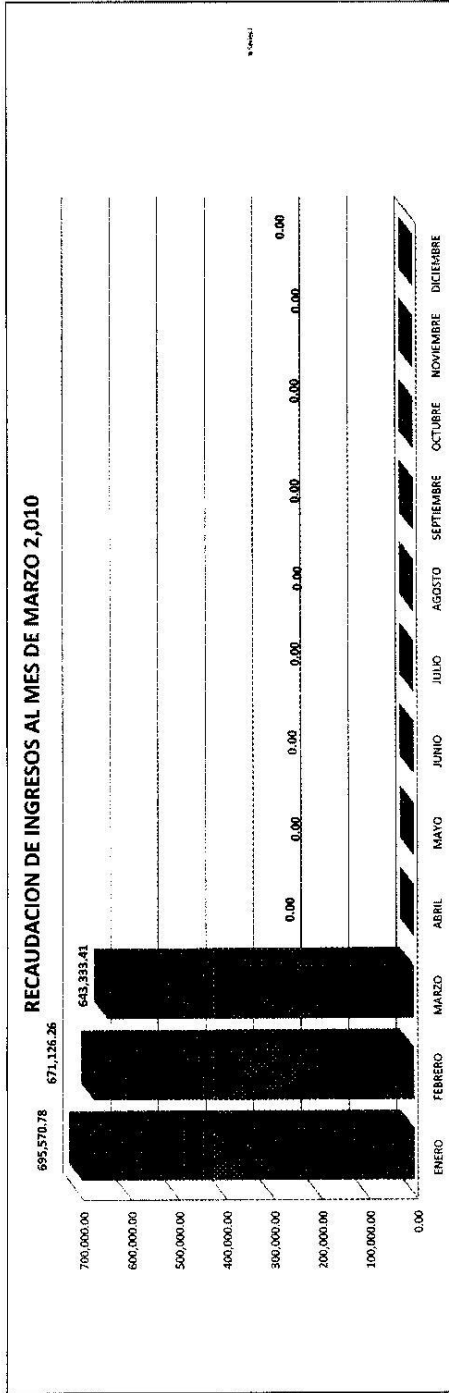 RECAUDACION DE INGRESOS AL MES DE MARZO 2,010
695,570.78
671,126.26
643,333.41
0.00
0.00
0.00
0.00
0.00
0.00
0.00
0.00
0.00
700,000.00
600,000.00
500,000.00
400,000.00
300,000.00
200,000.00
100,000.00
0.00
ENERO
FEBRERO
MARZO
ABRIL
MAYO
JUNIO
JULIO
AGOSTO
SEPTIEMBRE
OCTUBRE
NOVIEMBRE
DICIEMBRE